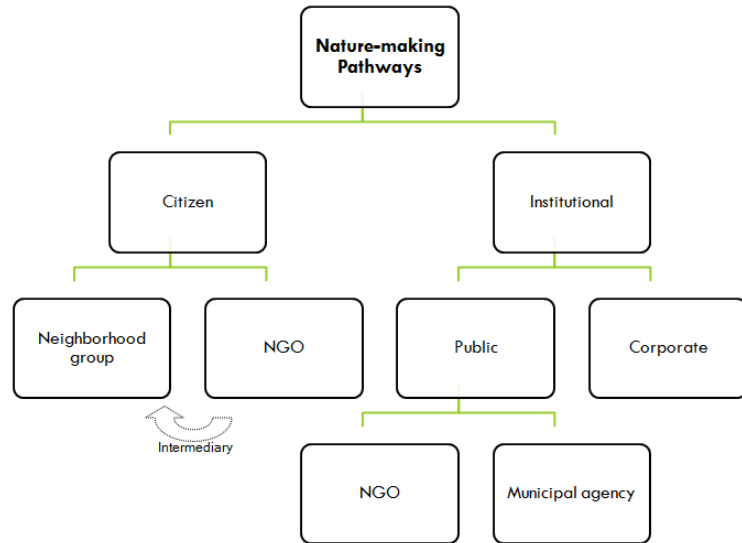 Nature-making
Pathways
Citizen
Institutional
Neighborhood
group
NGO
Public
Corporate
Intermediary
NGO
Municipal agency